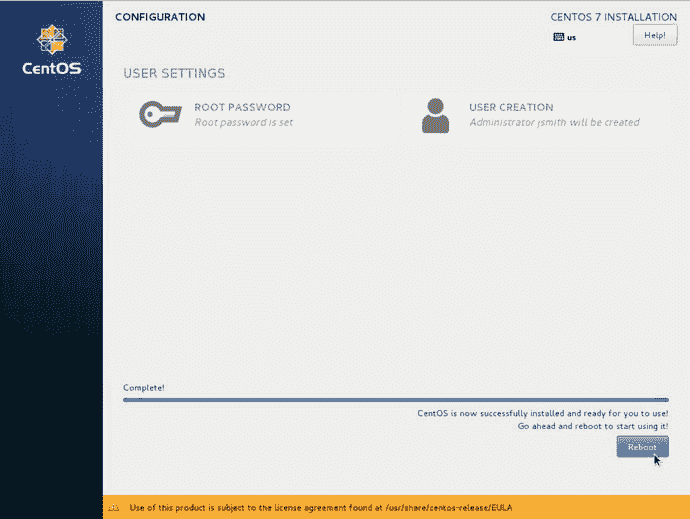 CentOS
CONFIGURATION
CENTOS 7 INSTALLATION
us
Help!
USER SETTINGS
ROOT PASSWORD
Root password is set
USER CREATION
Administrator jsmith will be created
Complete!
CentOS is now successfully installed and ready for you to use!
Go ahead and reboot to start using it!
Reboot
Use of this product is subject to the license agreement found at /usr/share/centos-release/EULA